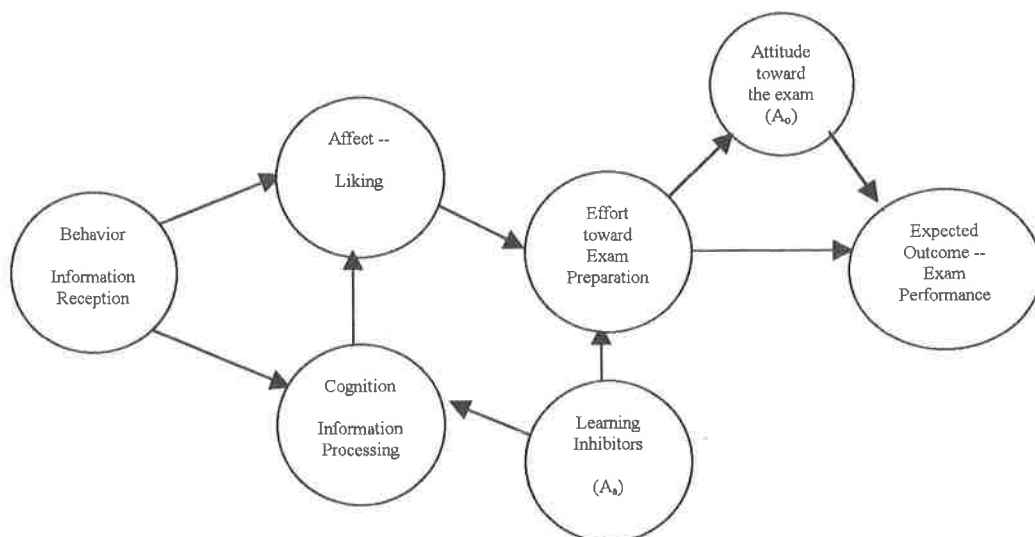 Attitude
toward
the exam
(Aₒ)
Affect --
Liking
Behavior
Information
Reception
Effort
toward
Exam
Preparation
Expected
Outcome --
Exam
Performance
Cognition
Information
Processing
Learning
Inhibitors
(Aₐ)